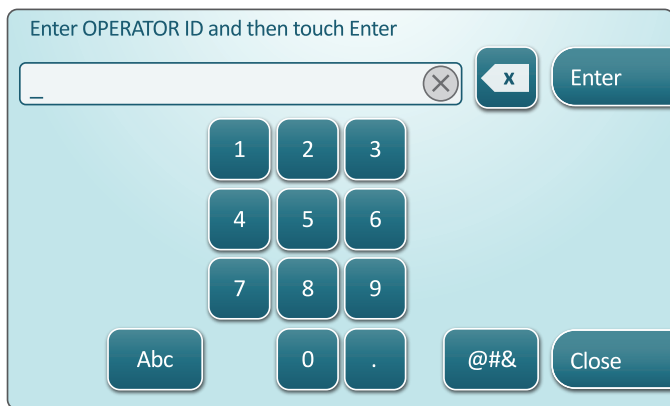 Enter OPERATOR ID and then touch Enter
_ x Enter
1 2 3
4 5 6
7 8 9
Abc 0 . @#& Close